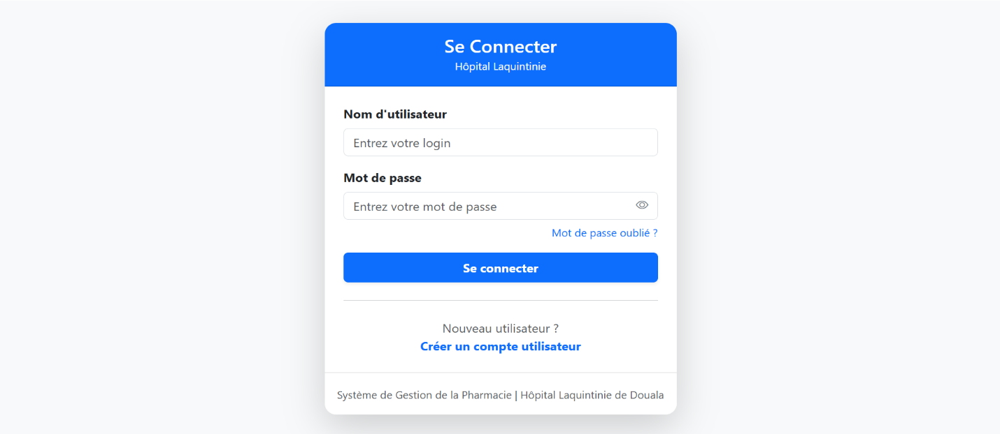 Se Connecter
Hôpital Laquintinie
Nom d'utilisateur
Entrez votre login
Mot de passe
Entrez votre mot de passe
Mot de passe oublié ?
Se connecter
Nouveau utilisateur ?
Créer un compte utilisateur
Système de Gestion de la Pharmacie | Hôpital Laquintinie de Douala